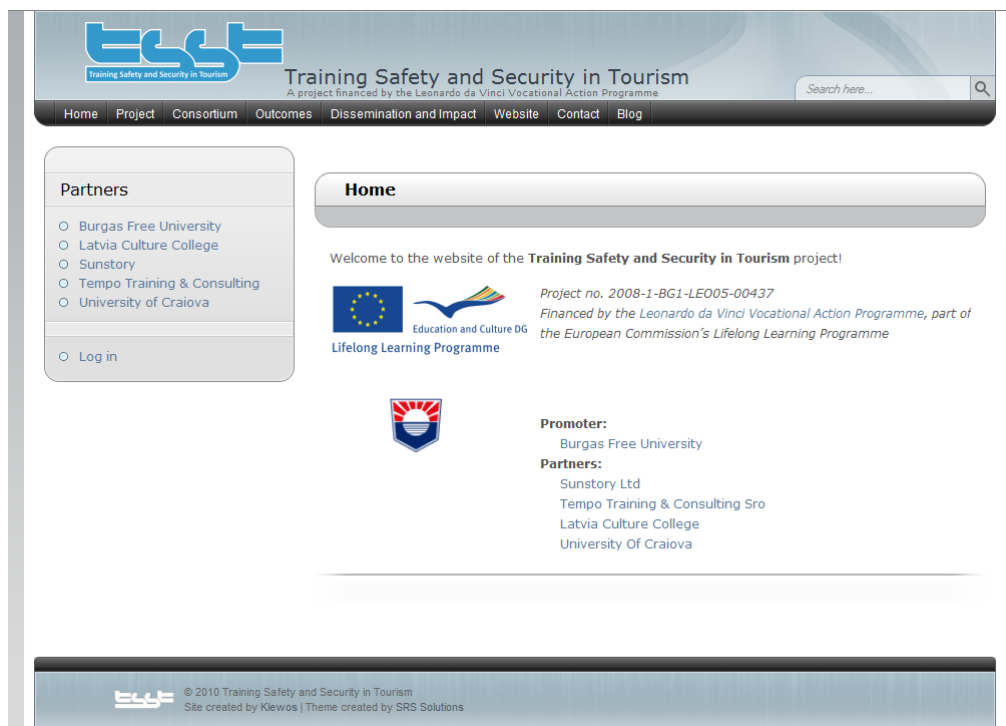 tsst
Training Safety and Security in Tourism
Training Safety and Security in Tourism
A project financed by the Leonardo da Vinci Vocational Action Programme
Search here...
Home Project Consortium Outcomes Dissemination and Impact Website Contact Blog
Partners
Burgas Free University
Latvia Culture College
Sunstory
Tempo Training & Consulting
University of Craiova
Log in
Home
Welcome to the website of the Training Safety and Security in Tourism project!
Education and Culture DG
Lifelong Learning Programme
Project no. 2008-1-BG1-LEO05-00437
Financed by the Leonardo da Vinci Vocational Action Programme, part of
the European Commission's Lifelong Learning Programme
Promoter:
Burgas Free University
Partners:
Sunstory Ltd
Tempo Training & Consulting Sro
Latvia Culture College
University Of Craiova
tsst
© 2010 Training Safety and Security in Tourism
Site created by Klewos | Theme created by SRS Solutions